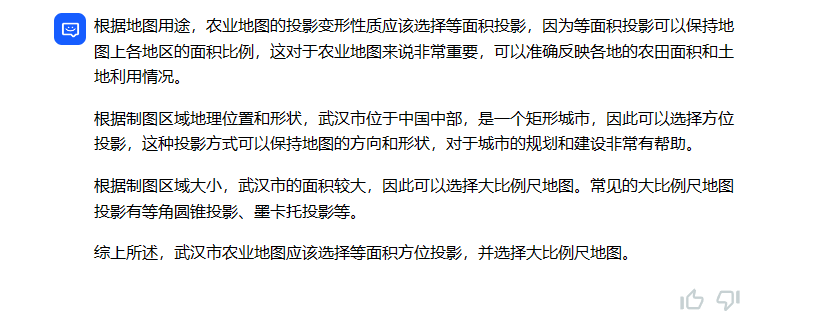 根据地图用途，农业地图的投影变形性质应该选择等面积投影，因为等面积投影可以保持地
图上各地区的面积比例，这对于农业地图来说非常重要，可以准确反映各地的农田面积和土
地利用情况。
根据制图区域地理位置和形状，武汉市位于中国中部，是一个矩形城市，因此可以选择方位
投影，这种投影方式可以保持地图的方向和形状，对于城市的规划和建设非常有帮助。
根据制图区域大小，武汉市的面积较大，因此可以选择大比例尺地图。常见的大比例尺地图
投影有等角圆锥投影、墨卡托投影等。
综上所述，武汉市农业地图应该选择等面积方位投影，并选择大比例尺地图。